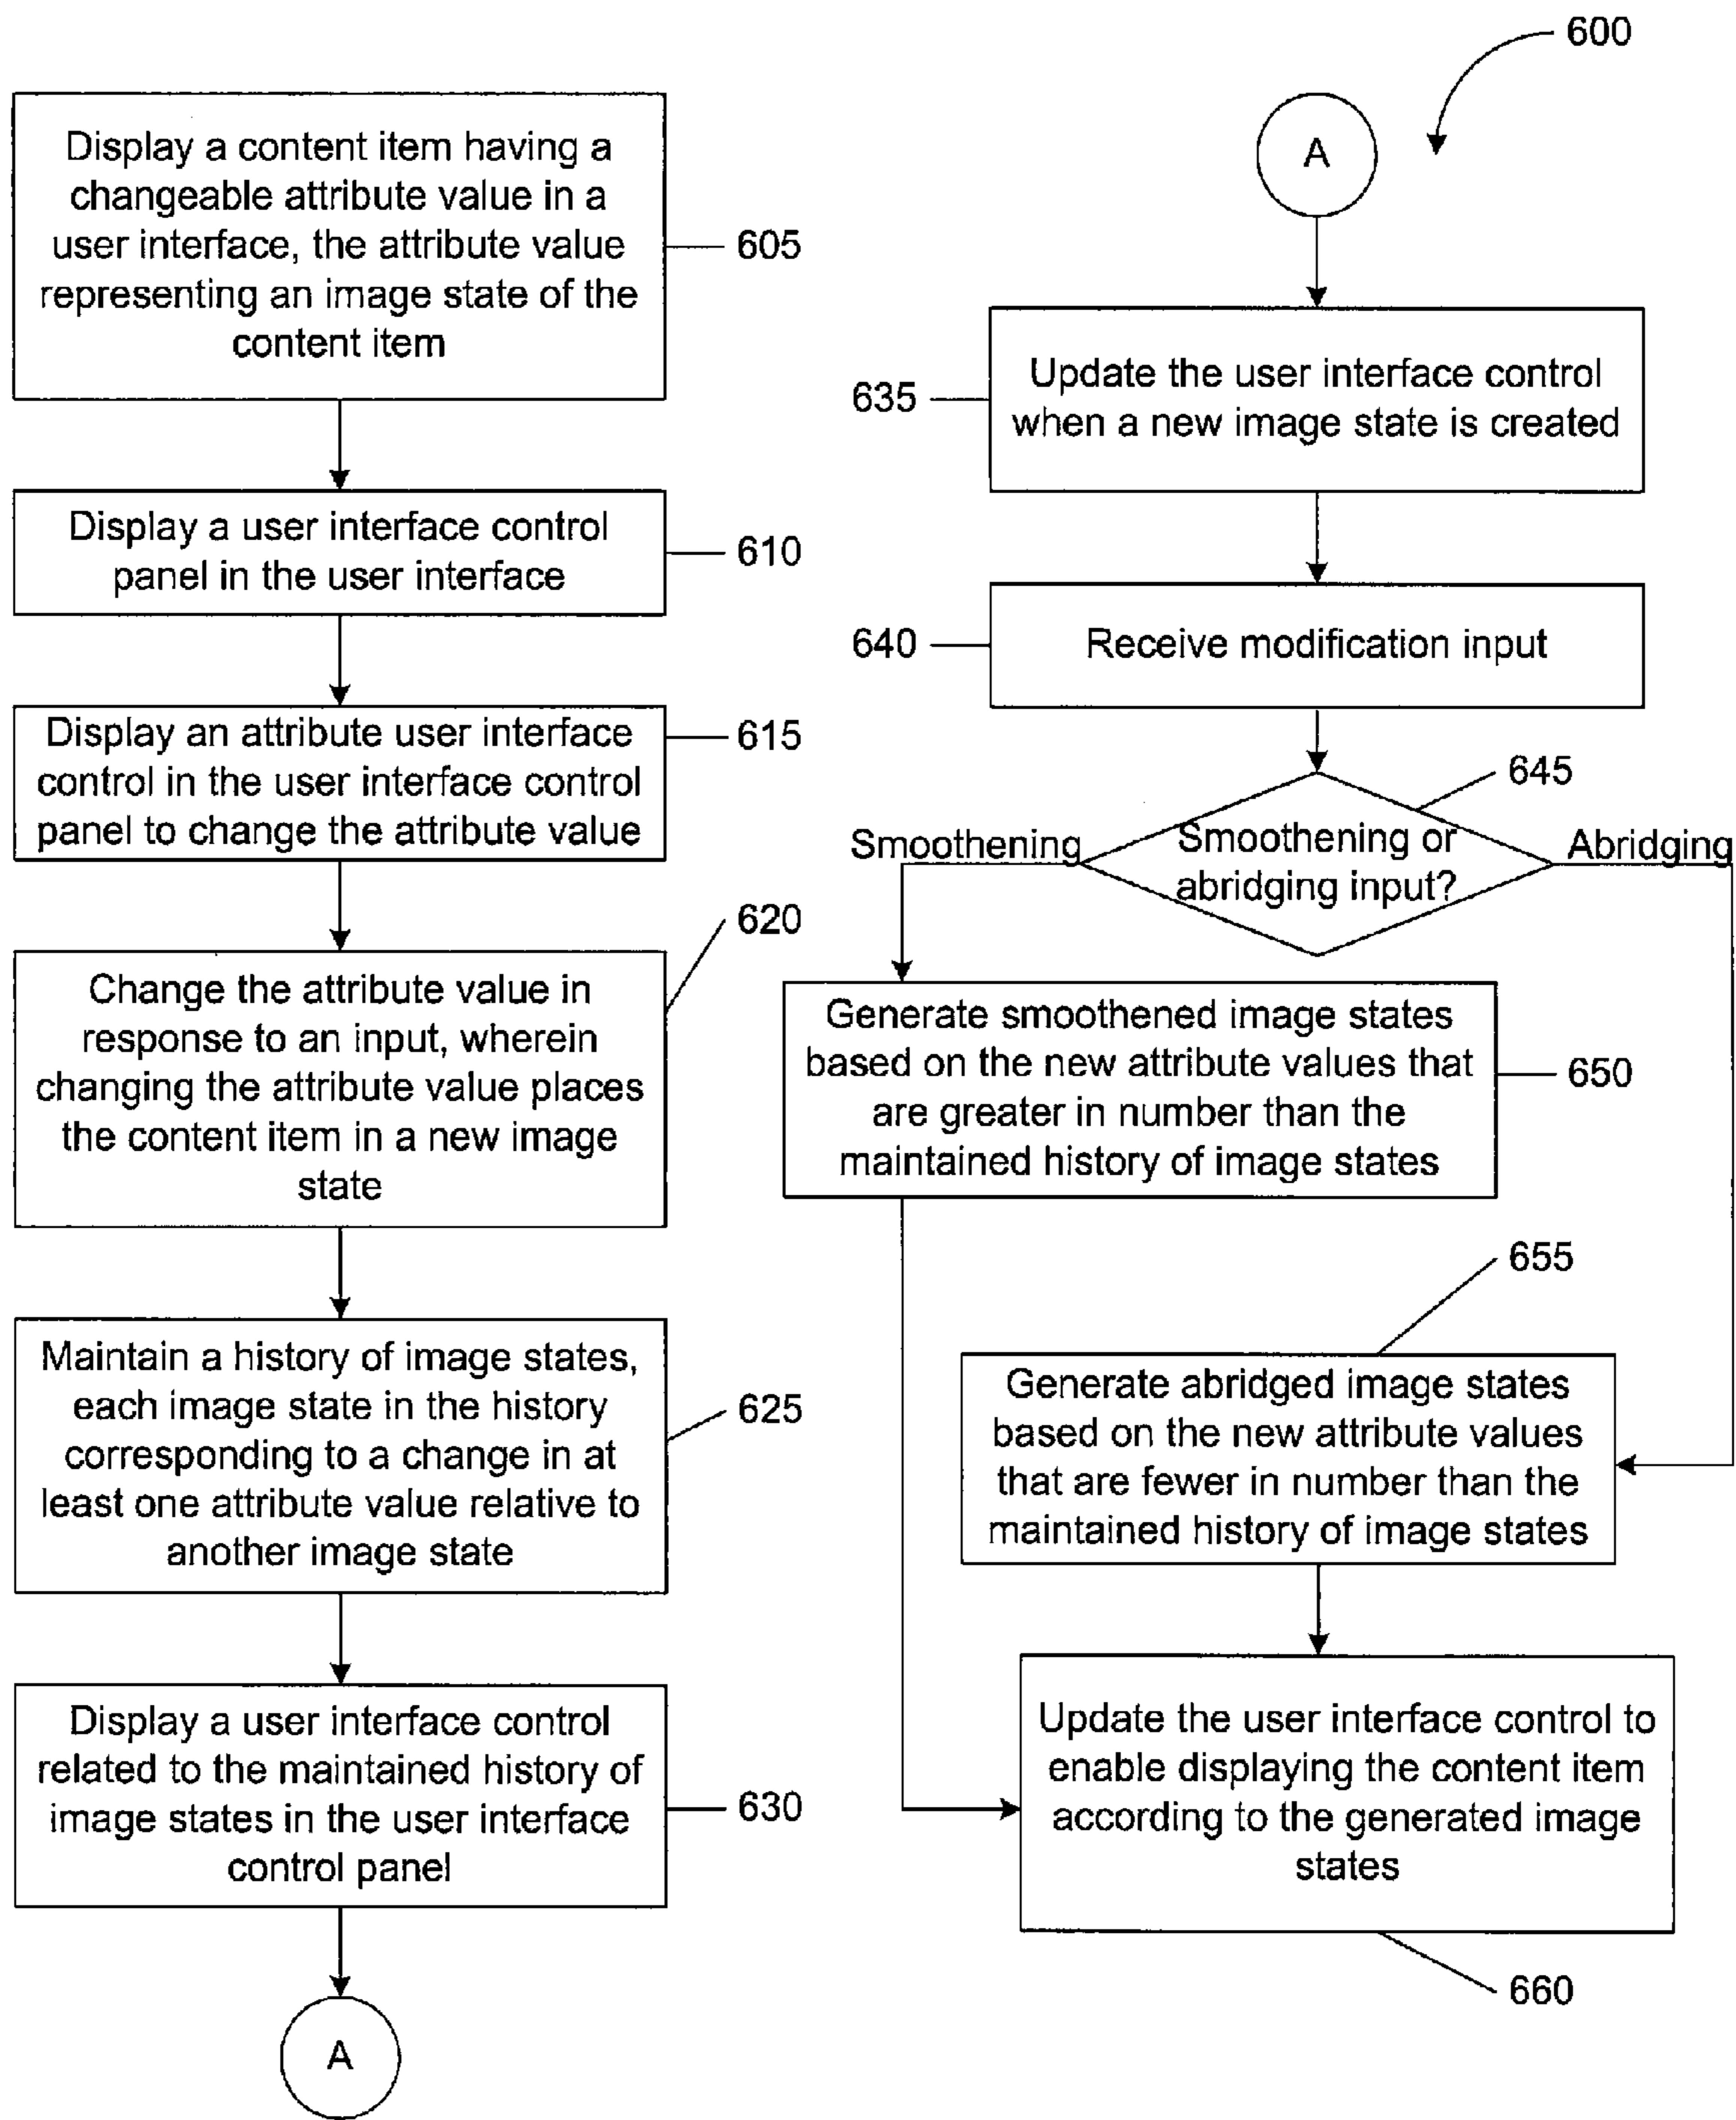 Display a content item having a
changeable attribute value in a
user interface, the attribute value
representing an image state of the
content item
605
Display a user interface control
panel in the user interface
610
Display an attribute user interface
control in the user interface control
panel to change the attribute value
615
620
Change the attribute value in
response to an input, wherein
changing the attribute value places
the content item in a new image
state
Maintain a history of image states,
each image state in the history
corresponding to a change in at
least one attribute value relative to
another image state
625
Display a user interface control
related to the maintained history of
image states in the user interface
control panel
630
A
600
A
Update the user interface control
when a new image state is created
635
Receive modification input
640
645
Smoothening or
abridging input?
Smoothening
Abridging
Generate smoothened image states
based on the new attribute values that
are greater in number than the
maintained history of image states
650
655
Generate abridged image states
based on the new attribute values
that are fewer in number than the
maintained history of image states
Update the user interface control to
enable displaying the content item
according to the generated image
states
660